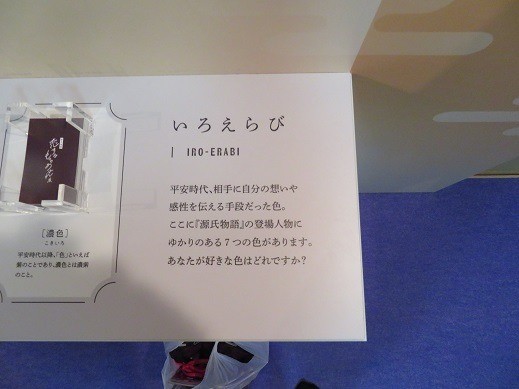 いろえらび
IRO-ERABI
平安時代、相手に自分の想いや
感性を伝える手段だった色。
ここに『源氏物語』の登場人物に
ゆかりのある7つの色があります。
あなたが好きな色はどれですか?
[濃色]
こきいろ
平安時代以降、「色」といえば
紫のことであり、濃色とは濃紫
のこと。